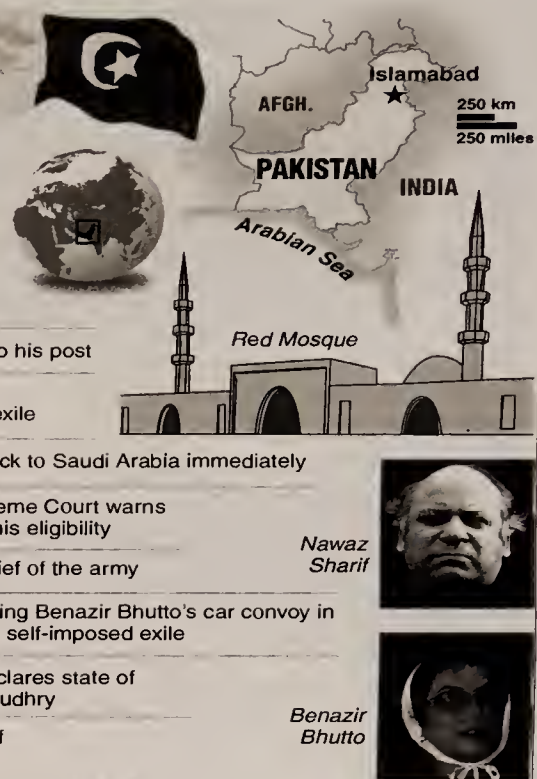 Islamabad
AFGH.
250 km
250 miles
PAKISTAN
INDIA
Arabian Sea
Red Mosque
o his post
exile
ck to Saudi Arabia immediately
eme Court warns
his eligibility
Nawaz
Sharif
ief of the army
ing Benazir Bhutto's car convoy in
self-imposed exile
clares state of
udhry
Benazir
Bhutto
f